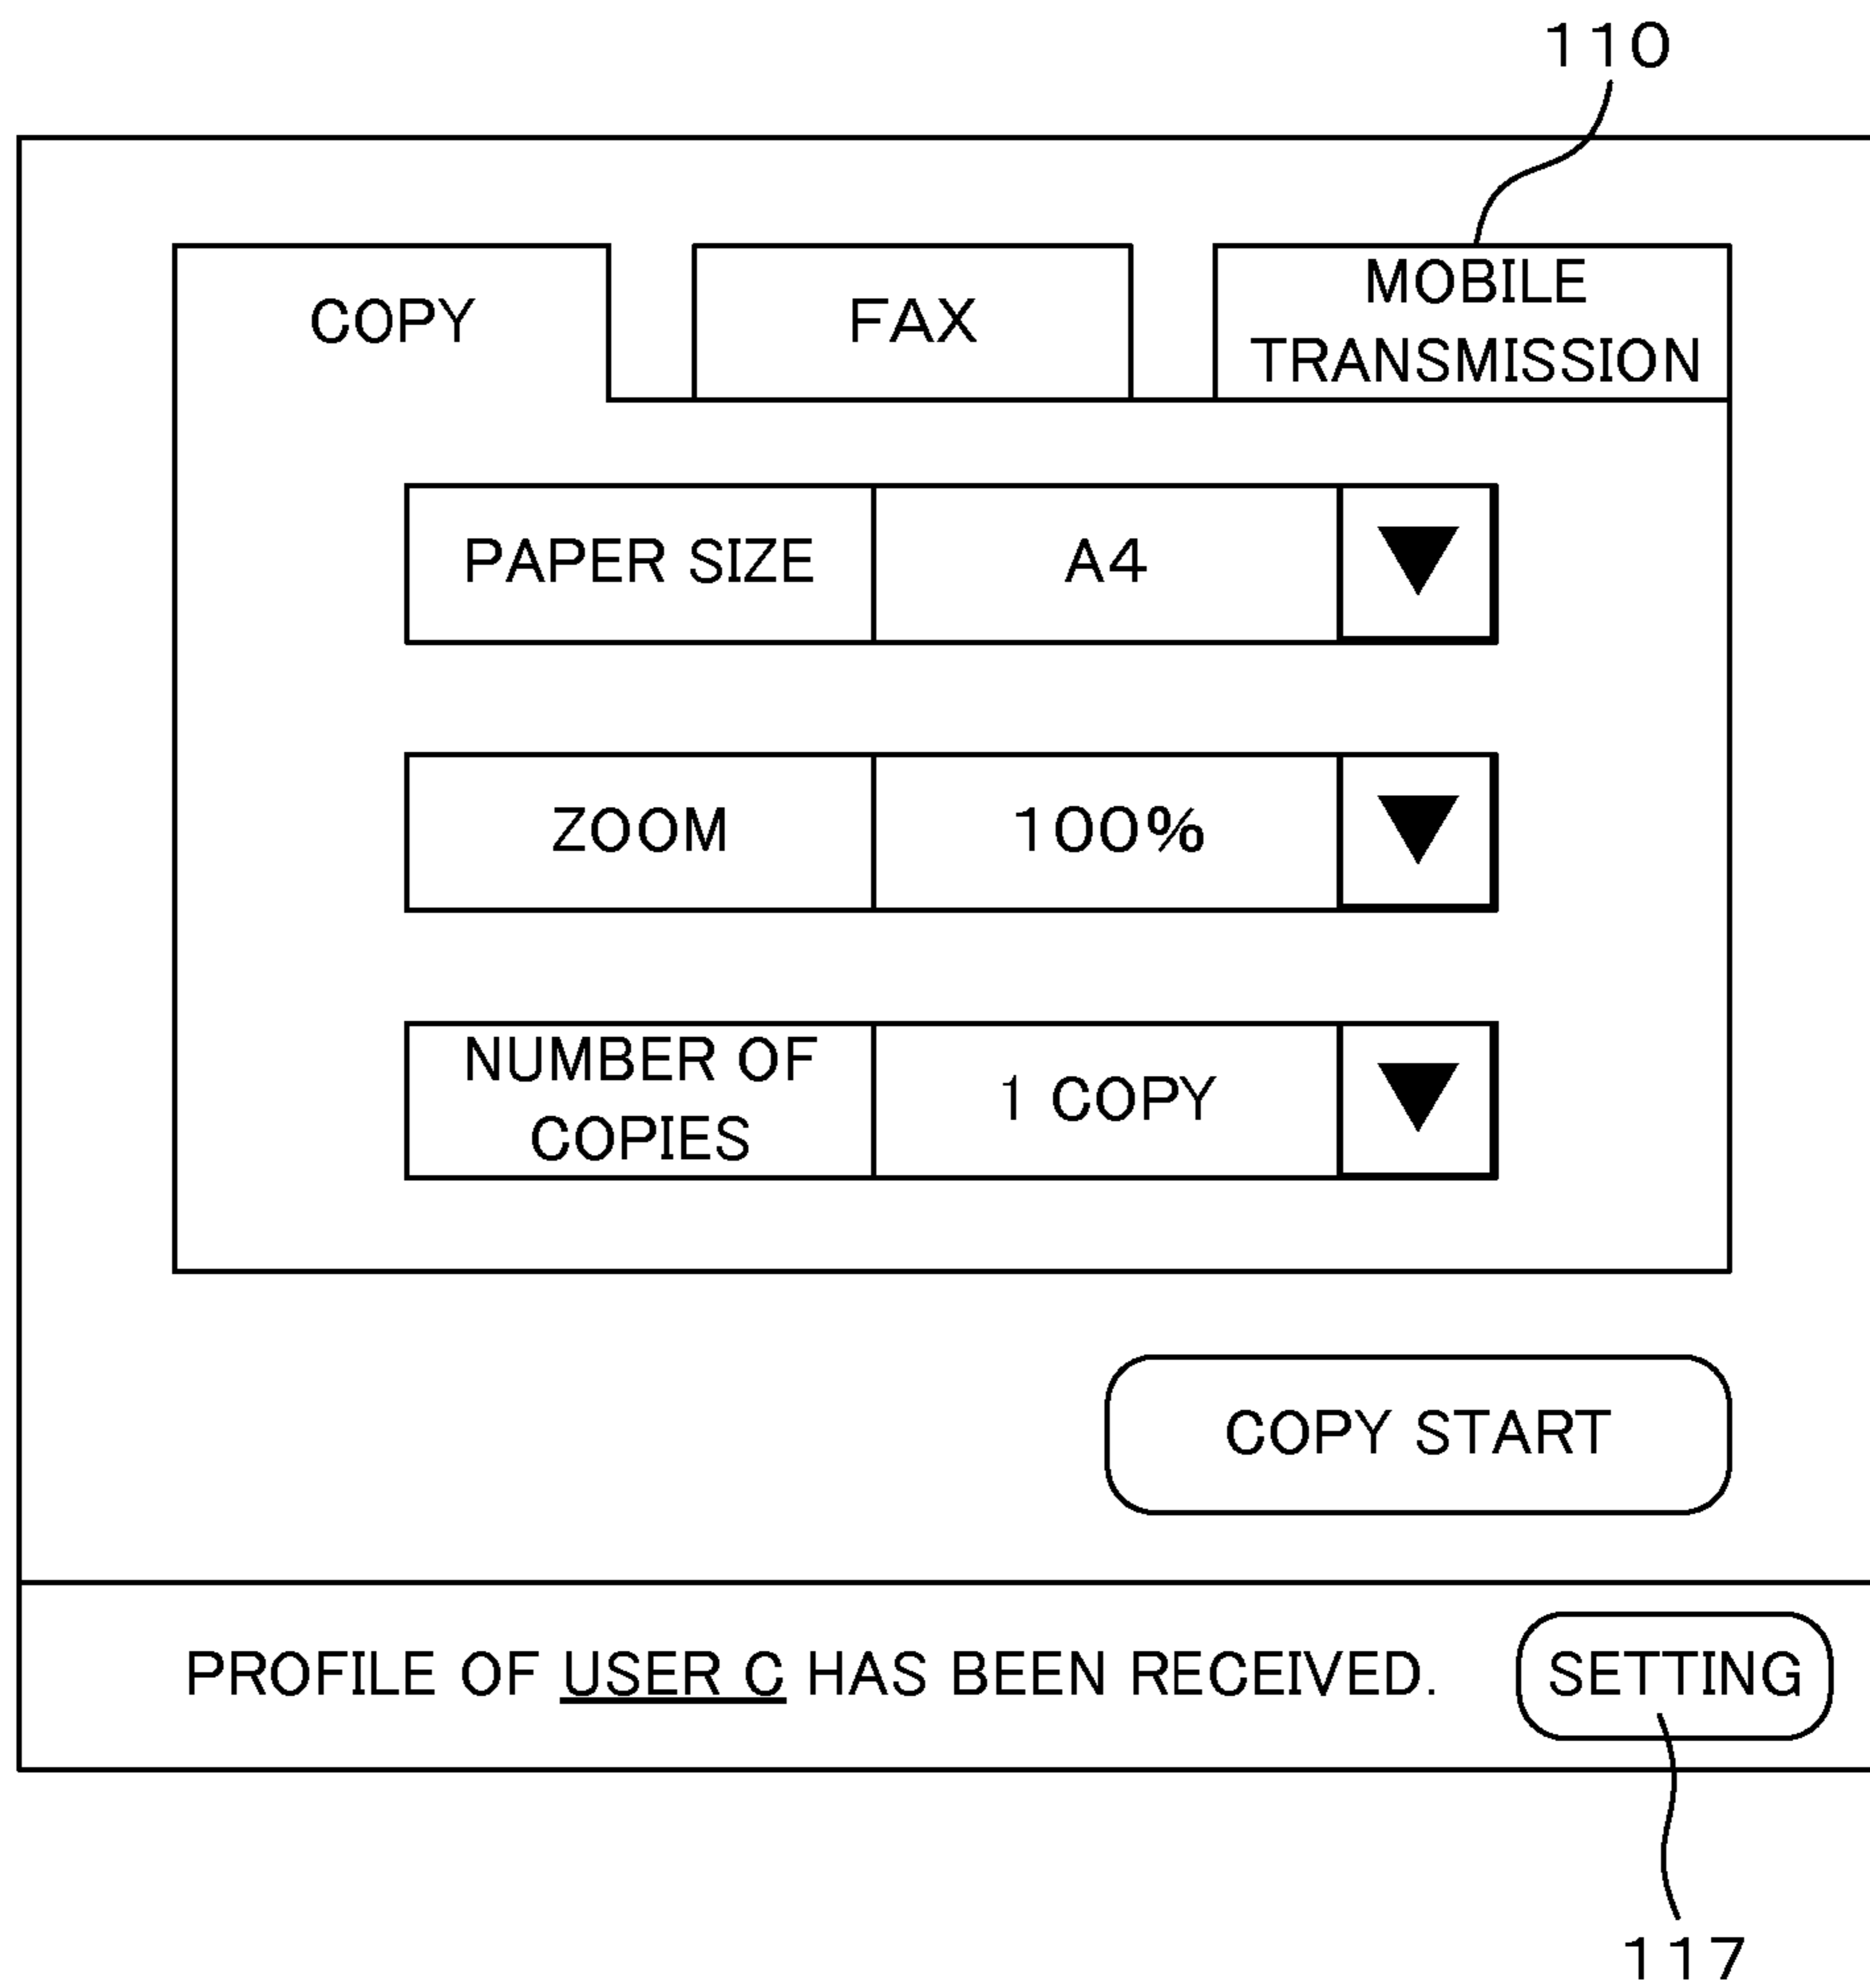 110
COPY
FAX
MOBILE
TRANSMISSION
PAPER SIZE
A4
ZOOM
100%
NUMBER OF
COPIES
1 COPY
COPY START
PROFILE OF USER C HAS BEEN RECEIVED.
SETTING
117